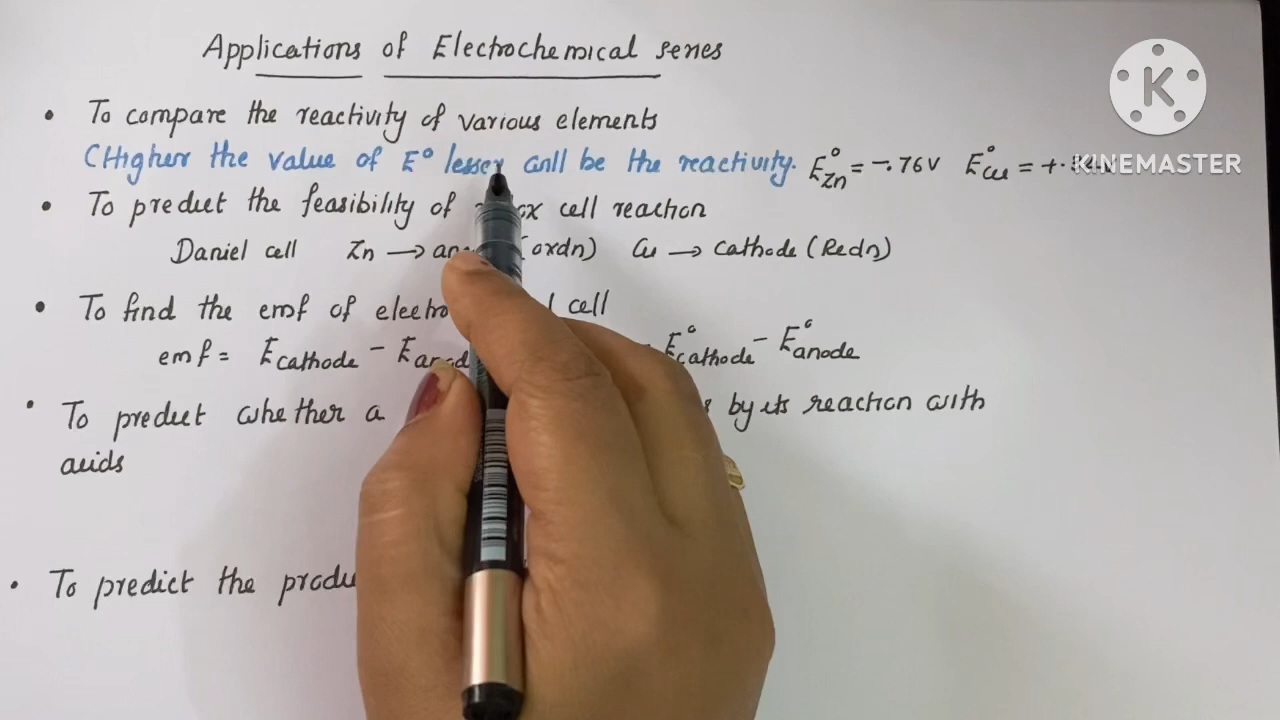 Applications of Electrochemical series
• To compare the reactivity of various elements
(Higher the value of E° lesser will be the reactivity. E°Zn = -.76V E°Cu = +.
• To predict the feasibility of cell reaction
Daniel cell Zn → (oxdn) Cu → Cathode (Redn)
• To find the emf of cell
emf = Ecathode - E°cathode - E°anode
• To predict whether a by its reaction with
acids
• To predict the
K
KINEMASTER